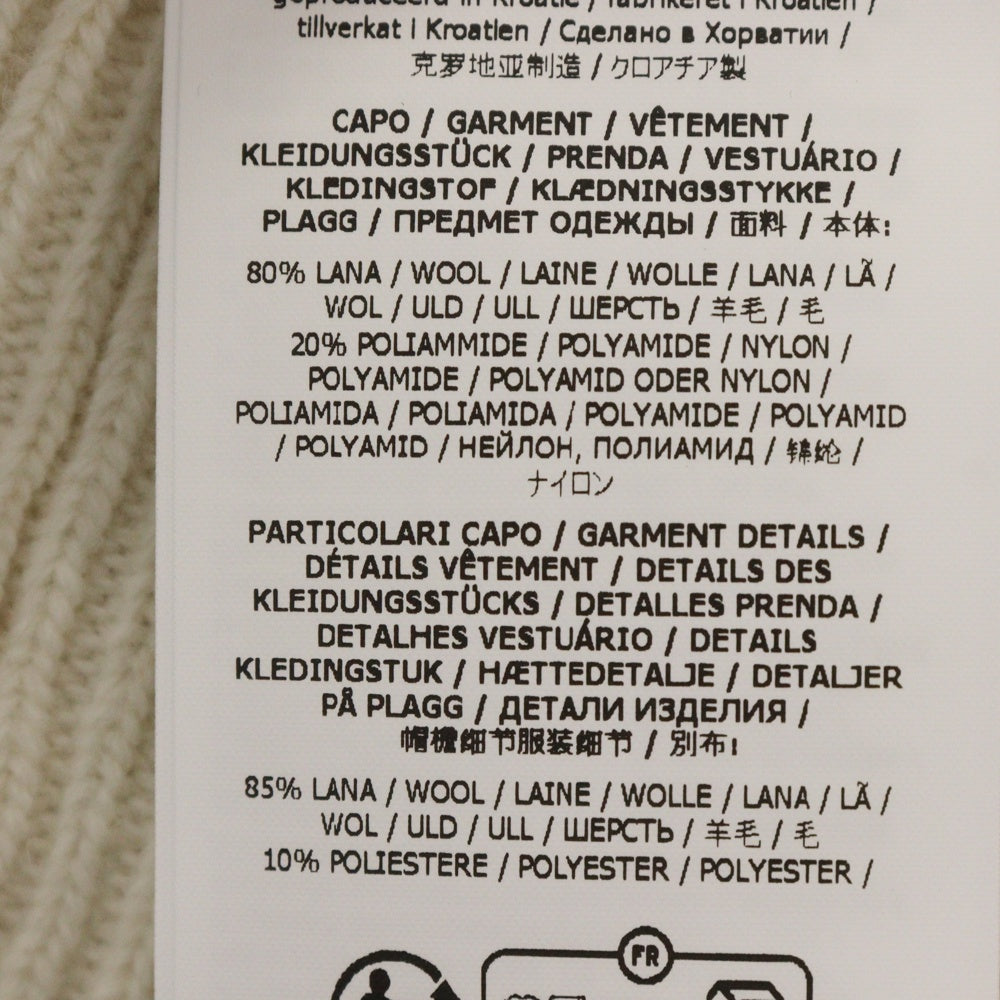 geproduceerd in Kroatië / fabrikeret i Kroatien /
tillverkat i Kroatien / Сделано в Хорватии /
克罗地亚制造 / クロアチア製
CAPO / GARMENT / VÊTEMENT /
KLEIDUNGSSTÜCK / PRENDA / VESTUÁRIO /
KLEDINGSTOF / KLÆDNINGSSTYKKE /
PLAGG / ПРЕДМЕТ ОДЕЖДЫ / 面料 / 本体:
80% LANA / WOOL / LAINE / WOLLE / LANA / LÃ /
WOL / ULD / ULL / ШЕРСТЬ / 羊毛 / 毛
20% POLIAMMIDE / POLYAMIDE / NYLON /
POLYAMIDE / POLYAMID ODER NYLON /
POLIAMIDA / POLIAMIDA / POLYAMIDE / POLYAMID
/ POLYAMID / НЕЙЛОН, ПОЛИАМИД / 锦纶 /
ナイロン
PARTICOLARI CAPO / GARMENT DETAILS /
DÉTAILS VÊTEMENT / DETAILS DES
KLEIDUNGSSTÜCKS / DETALLES PRENDA /
DETALHES VESTUÁRIO / DETAILS
KLEDINGSTUK / HÆTTEDETALJE / DETALJER
PÅ PLAGG / ДЕТАЛИ ИЗДЕЛИЯ /
帽檐细节服装细节 / 別布:
85% LANA / WOOL / LAINE / WOLLE / LANA / LÃ /
WOL / ULD / ULL / ШЕРСТЬ / 羊毛 / 毛
10% POLIESTERE / POLYESTER / POLYESTER /
FR